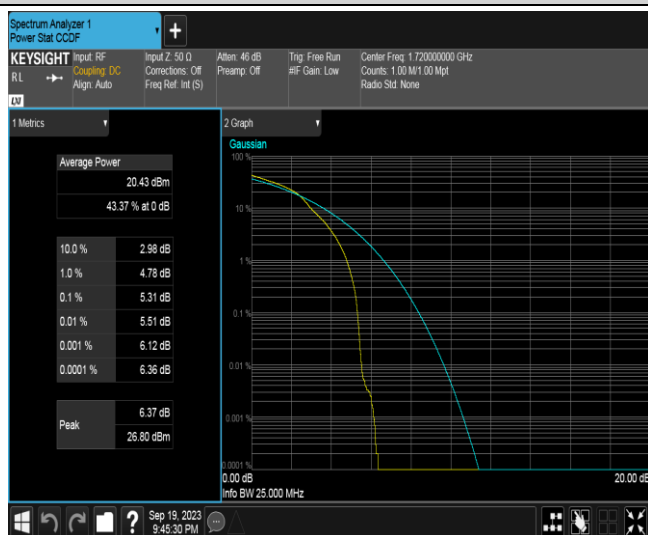 Spectrum Analyzer 1
Power Stat CCDF
+
KEYSIGHT
RL
LXI
Input: RF
Coupling: DC
Align: Auto
Input Z: 50 Ω
Corrections: Off
Freq Ref: Int (S)
Atten: 46 dB
Preamp: Off
Trig: Free Run
#IF Gain: Low
Center Freq: 1.720000000 GHz
Counts: 1.00 M/1.00 Mpt
Radio Std: None
1 Metrics
Average Power
20.43 dBm
43.37 % at 0 dB
10.0 % 2.98 dB
1.0 % 4.78 dB
0.1 % 5.31 dB
0.01 % 5.51 dB
0.001 % 6.12 dB
0.0001 % 6.36 dB
Peak
6.37 dB
26.80 dBm
2 Graph
Gaussian
100 %
10 %
1 %
0.1 %
0.01 %
0.001 %
0.0001 %
0.00 dB
20.00 dB
Info BW 25.000 MHz
?
Sep 19, 2023
9:45:30 PM